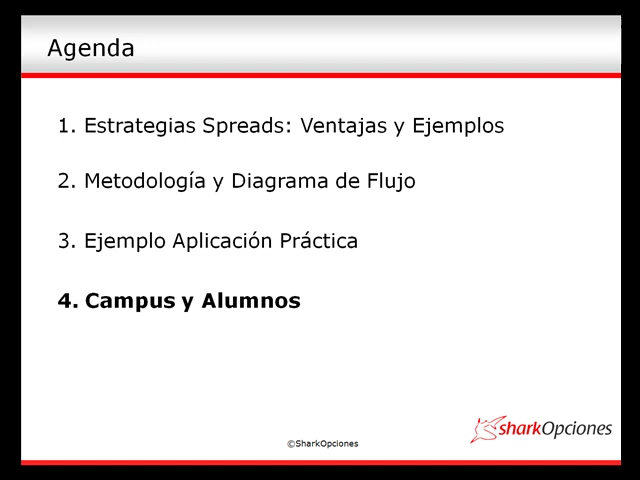 Agenda
1. Estrategias Spreads: Ventajas y Ejemplos
2. Metodología y Diagrama de Flujo
3. Ejemplo Aplicación Práctica
4. Campus y Alumnos
sharkOpciones
©SharkOpciones